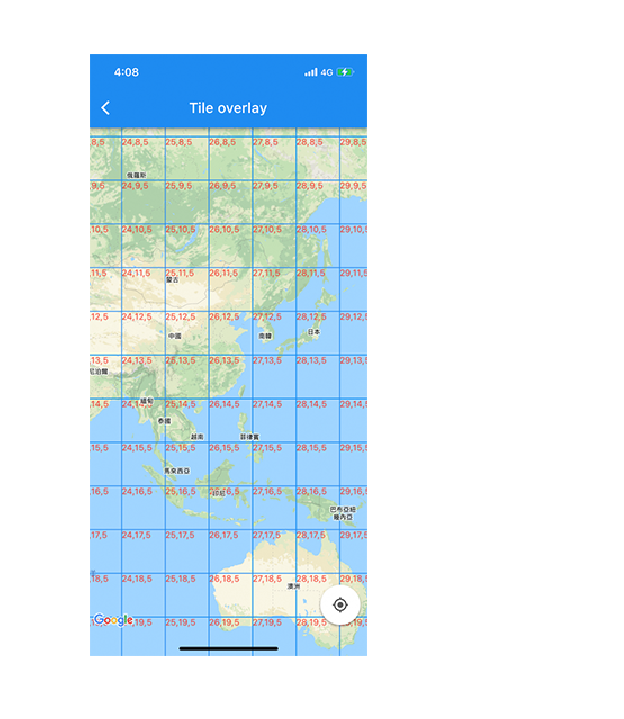 4:08
4G
Tile overlay
8,5 24,8,5 25,8,5 26,8,5 27,8,5 28,8,5 29,8,5
俄羅斯
9,5 24,9,5 25,9,5 26,9,5 27,9,5 28,9,5 29,9,5
10,5 24,10,5 25,10,5 26,10,5 27,10,5 28,10,5 29,10,5
11,5 24,11,5 25,11,5 26,11,5 27,11,5 28,11,5 29,11,5
蒙古
12,5 24,12,5 25,12,5 26,12,5 27,12,5 28,12,5 29,12,5
中國 南韓 日本
13,5 24,13,5 25,13,5 26,13,5 27,13,5 28,13,5 29,13,5
尼泊爾
14,5 24,14,5 25,14,5 26,14,5 27,14,5 28,14,5 29,14,5
緬甸
泰國
越南 菲律賓
15,5 24,15,5 25,15,5 26,15,5 27,15,5 28,15,5 29,15,5
馬來西亞
16,5 24,16,5 25,16,5 26,16,5 27,16,5 28,16,5 29,16,5
印尼
巴布亞紐
幾內亞
17,5 24,17,5 25,17,5 26,17,5 27,17,5 28,17,5 29,17,5
18,5 24,18,5 25,18,5 26,18,5 27,18,5 28,18,5 29,18,5
澳洲
Google
19,5 25,19,5 26,19,5 27,19,5 28,19,5 29,19,5